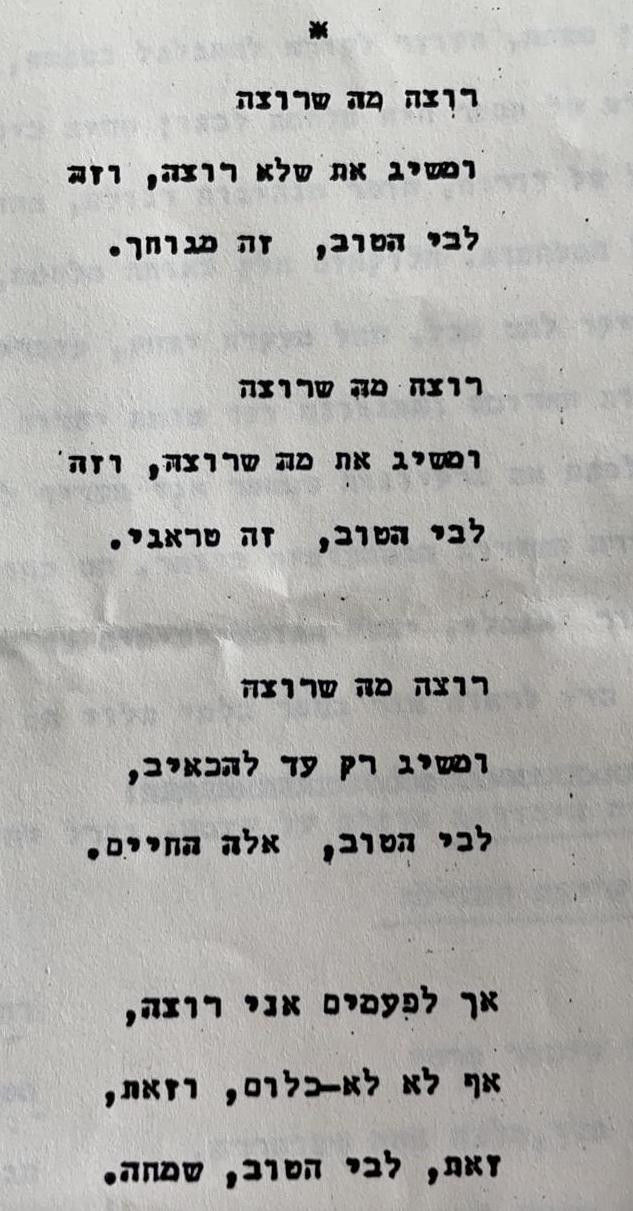 *
רוצה מה שרוצה
ומשיג את שלא רוצה, וזה
לבי הטוב, זה מגוחך.
רוצה מה שרוצה
ומשיג את מה שרוצה, וזה
לבי הטוב, זה טראגי.
רוצה מה שרוצה
ומשיג רק עד להכאיב,
לבי הטוב, אלה החיים.
אך לפעמים אני רוצה,
אף לא לא-כלום, וזאת,
זאת, לבי הטוב, שמחה.